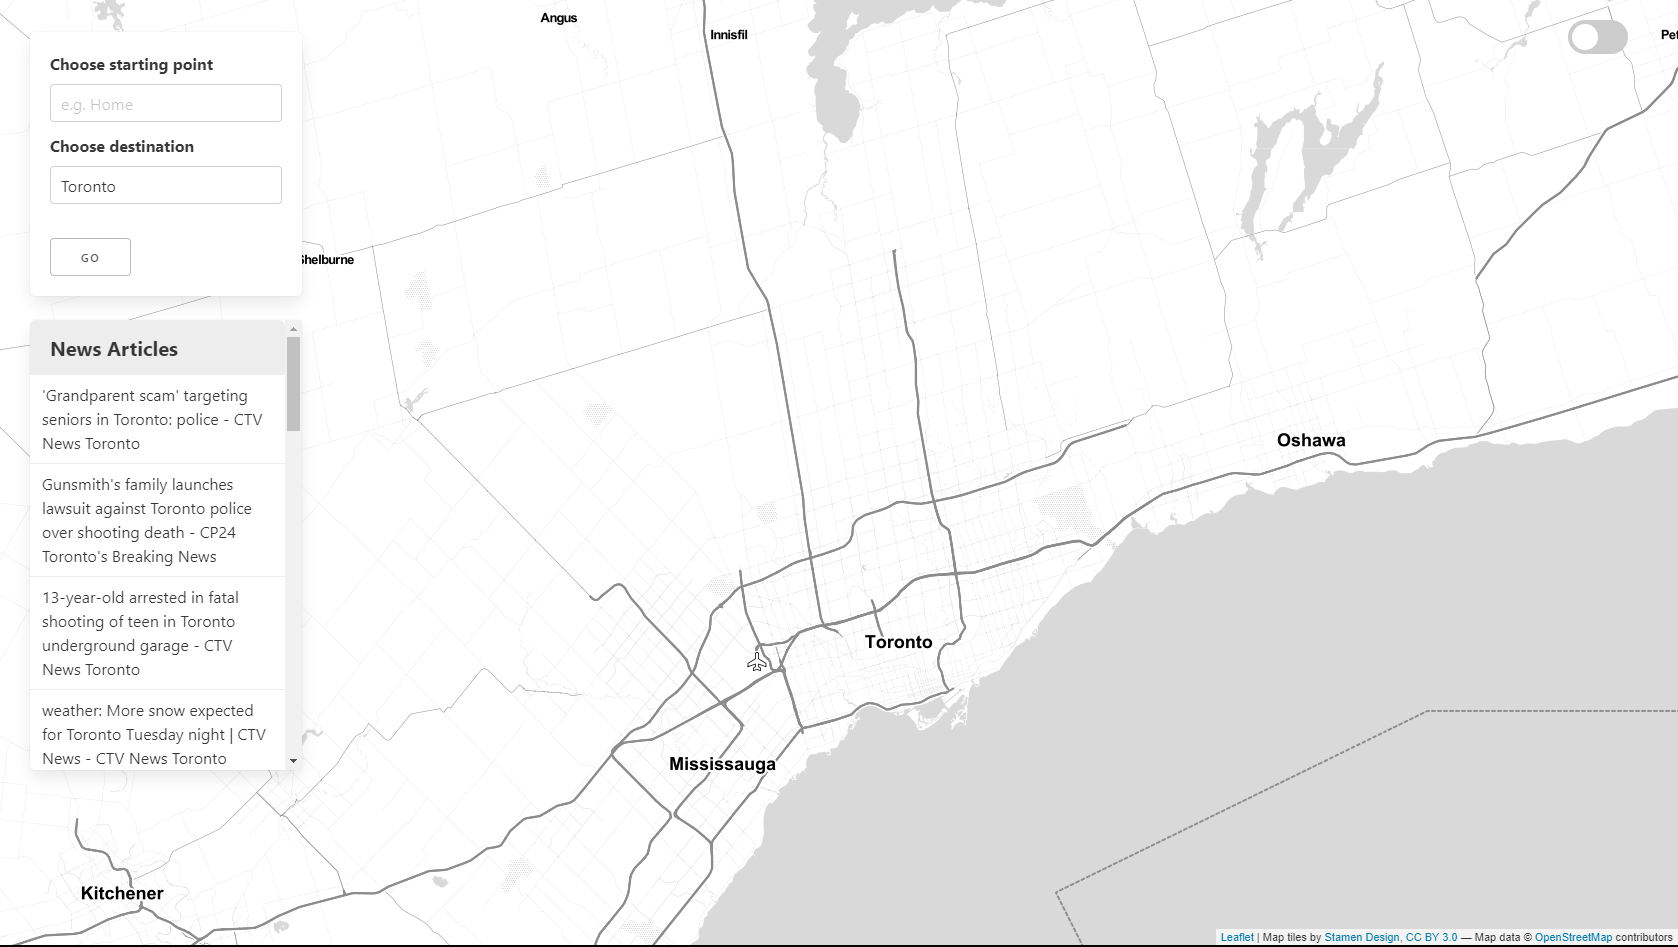 Angus
Innisfil
Choose starting point
e.g. Home
Choose destination
Toronto
GO
Shelburne
News Articles
'Grandparent scam' targeting
seniors in Toronto: police - CTV
News Toronto
Gunsmith's family launches
lawsuit against Toronto police
over shooting death - CP24
Toronto's Breaking News
13-year-old arrested in fatal
shooting of teen in Toronto
underground garage - CTV
News Toronto
weather: More snow expected
for Toronto Tuesday night | CTV
News - CTV News Toronto
Oshawa
Toronto
Mississauga
Kitchener
Leaflet | Map tiles by Stamen Design, CC BY 3.0 — Map data © OpenStreetMap contributors